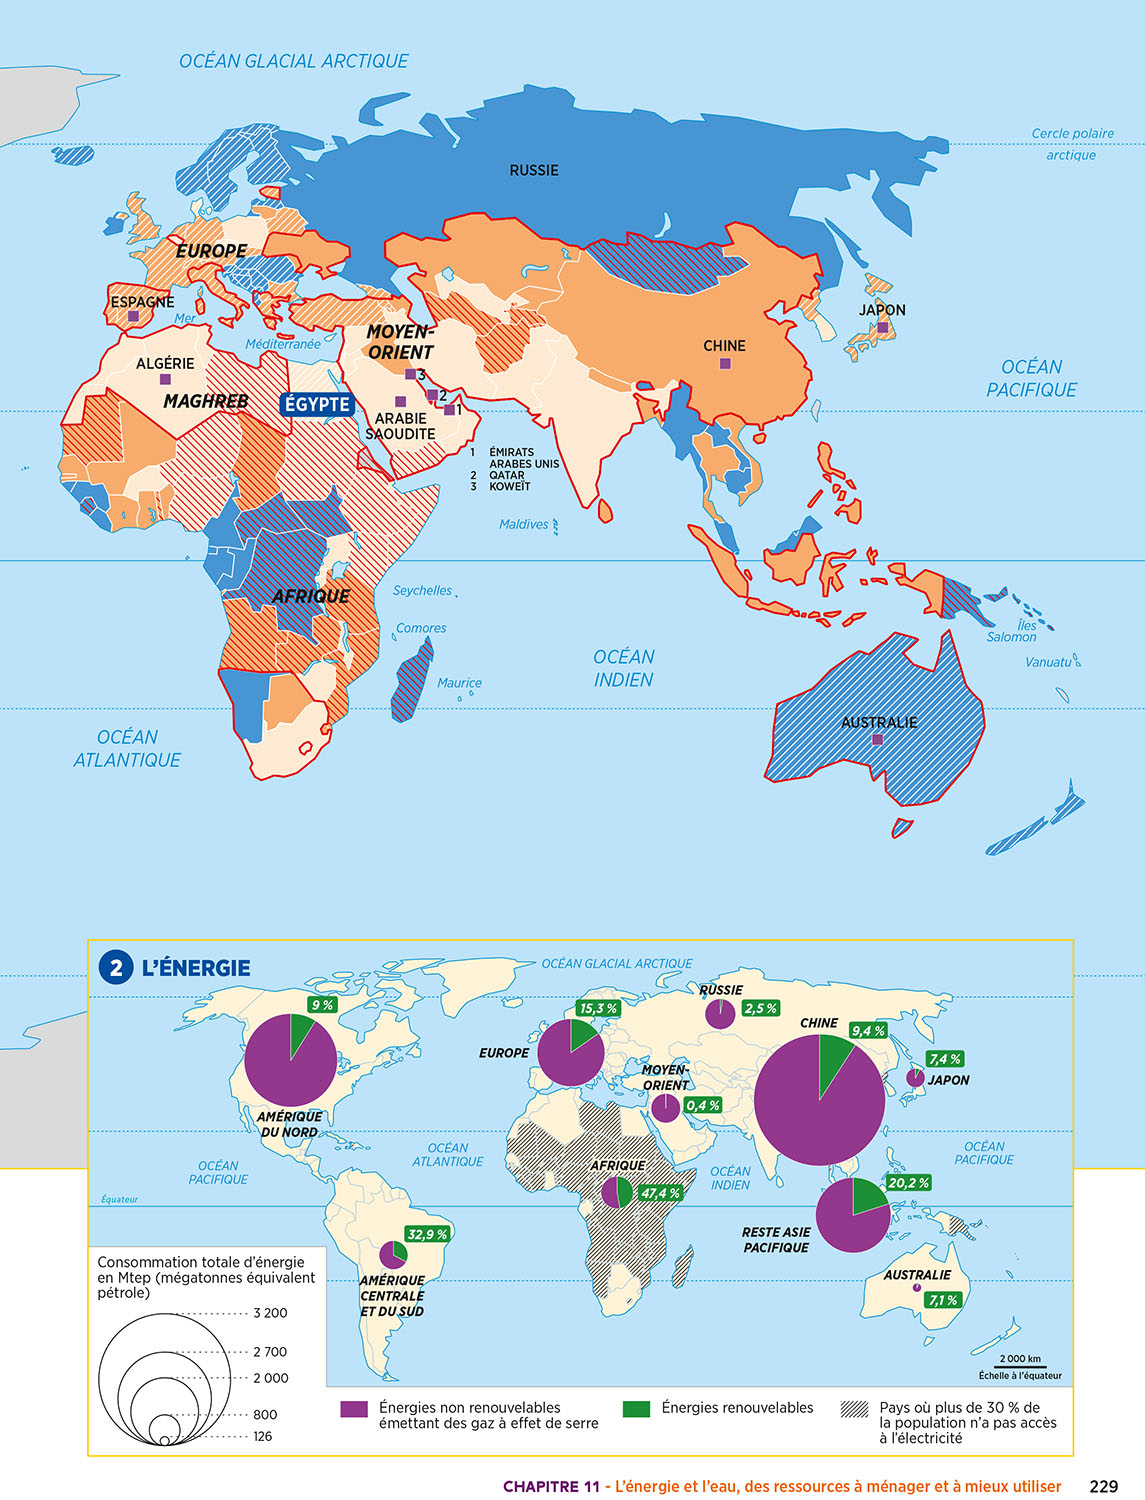 OCÉAN GLACIAL ARCTIQUE
Cercle polaire
arctique
RUSSIE
EUROPE
ESPAGNE
Mer
Méditerranée
JAPON
MOYEN-
ORIENT
CHINE
ALGÉRIE
MAGHREB
ÉGYPTE
3
2
1
ARABIE
SAOUDITE
OCÉAN
PACIFIQUE
1 ÉMIRATS
ARABES UNIS
2 QATAR
3 KOWEÏT
Maldives
AFRIQUE
Seychelles
Comores
Îles
Salomon
OCÉAN
INDIEN
Vanuatu
Maurice
AUSTRALIE
OCÉAN
ATLANTIQUE
2 L'ÉNERGIE
OCÉAN GLACIAL ARCTIQUE
RUSSIE
2,5 %
9 %
15,3 %
CHINE
9,4 %
EUROPE
MOYEN-
ORIENT
7,4 %
JAPON
0,4 %
AMÉRIQUE
DU NORD
OCÉAN
ATLANTIQUE
OCÉAN
PACIFIQUE
OCÉAN
PACIFIQUE
AFRIQUE
47,4 %
OCÉAN
INDIEN
20,2 %
Équateur
32,9 %
RESTE ASIE
PACIFIQUE
AMÉRIQUE
CENTRALE
ET DU SUD
AUSTRALIE
7,1 %
2 000 km
Échelle à l'équateur
Consommation totale d'énergie
en Mtep (mégatonnes équivalent
pétrole)
3 200
2 700
2 000
800
126
Énergies non renouvelables
émettant des gaz à effet de serre
Énergies renouvelables
Pays où plus de 30 % de
la population n'a pas accès
à l'électricité
CHAPITRE 11 - L'énergie et l'eau, des ressources à ménager et à mieux utiliser 229